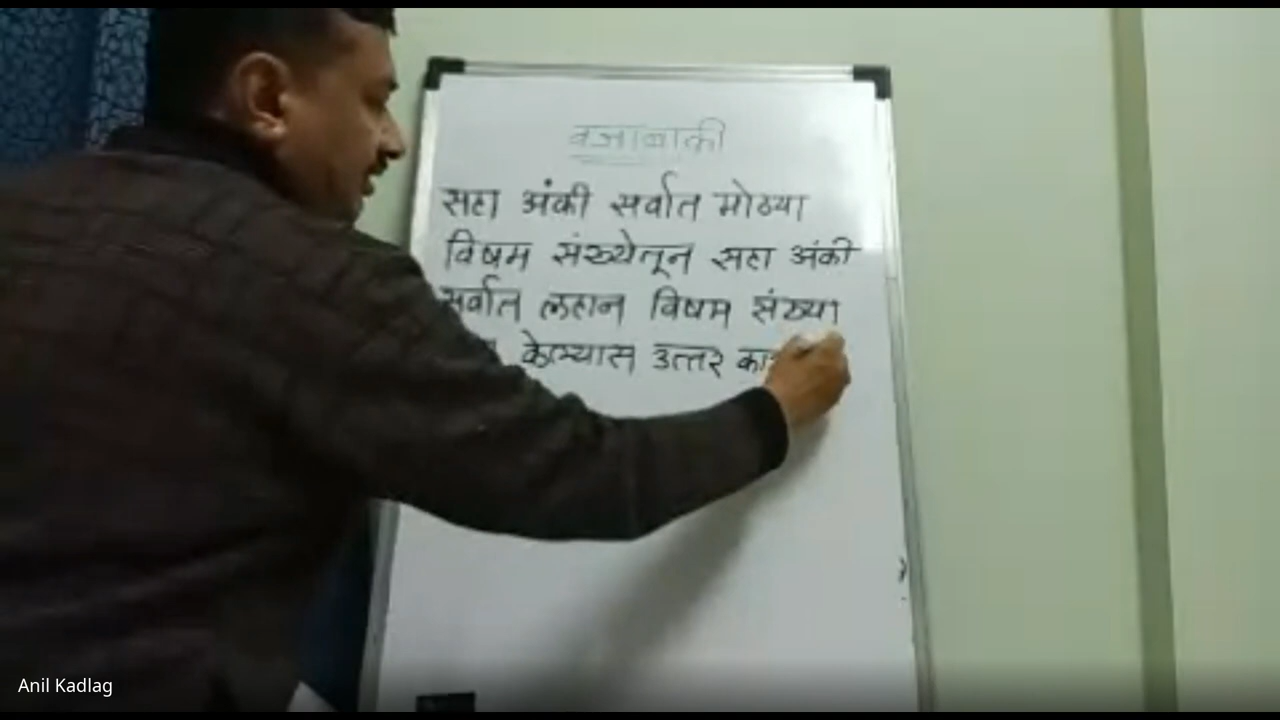 वजाबाकी
सहा अंकी सर्वात मोठ्या
विषम संख्येतून सहा अंकी
सर्वात लहान विषम संख्या
केल्यास उत्तर
Anil Kadlag